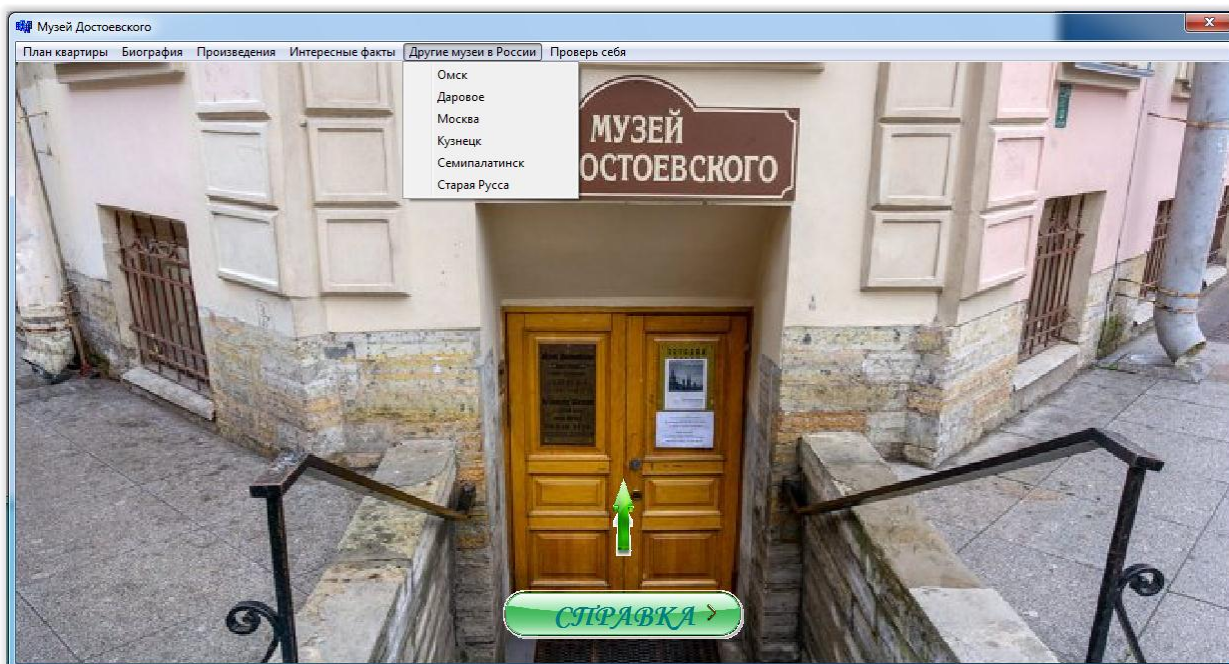 Музей Достоевского
План квартиры Биография Произведения Интересные факты Другие музеи в России Проверь себя
Омск
Даровое
Москва
Кузнецк
Семипалатинск
Старая Русса
МУЗЕЙ
ОСТОЕВСКОГО
СПРАВКА